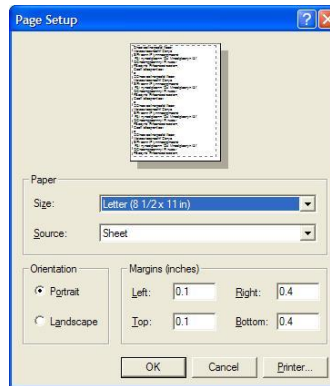 Page Setup
Paper
Size: Letter (8 1/2 x 11 in)
Source: Sheet
Orientation
Portrait
Landscape
Margins (inches)
Left: 0.1 Right: 0.4
Top: 0.1 Bottom: 0.4
OK Cancel Printer...